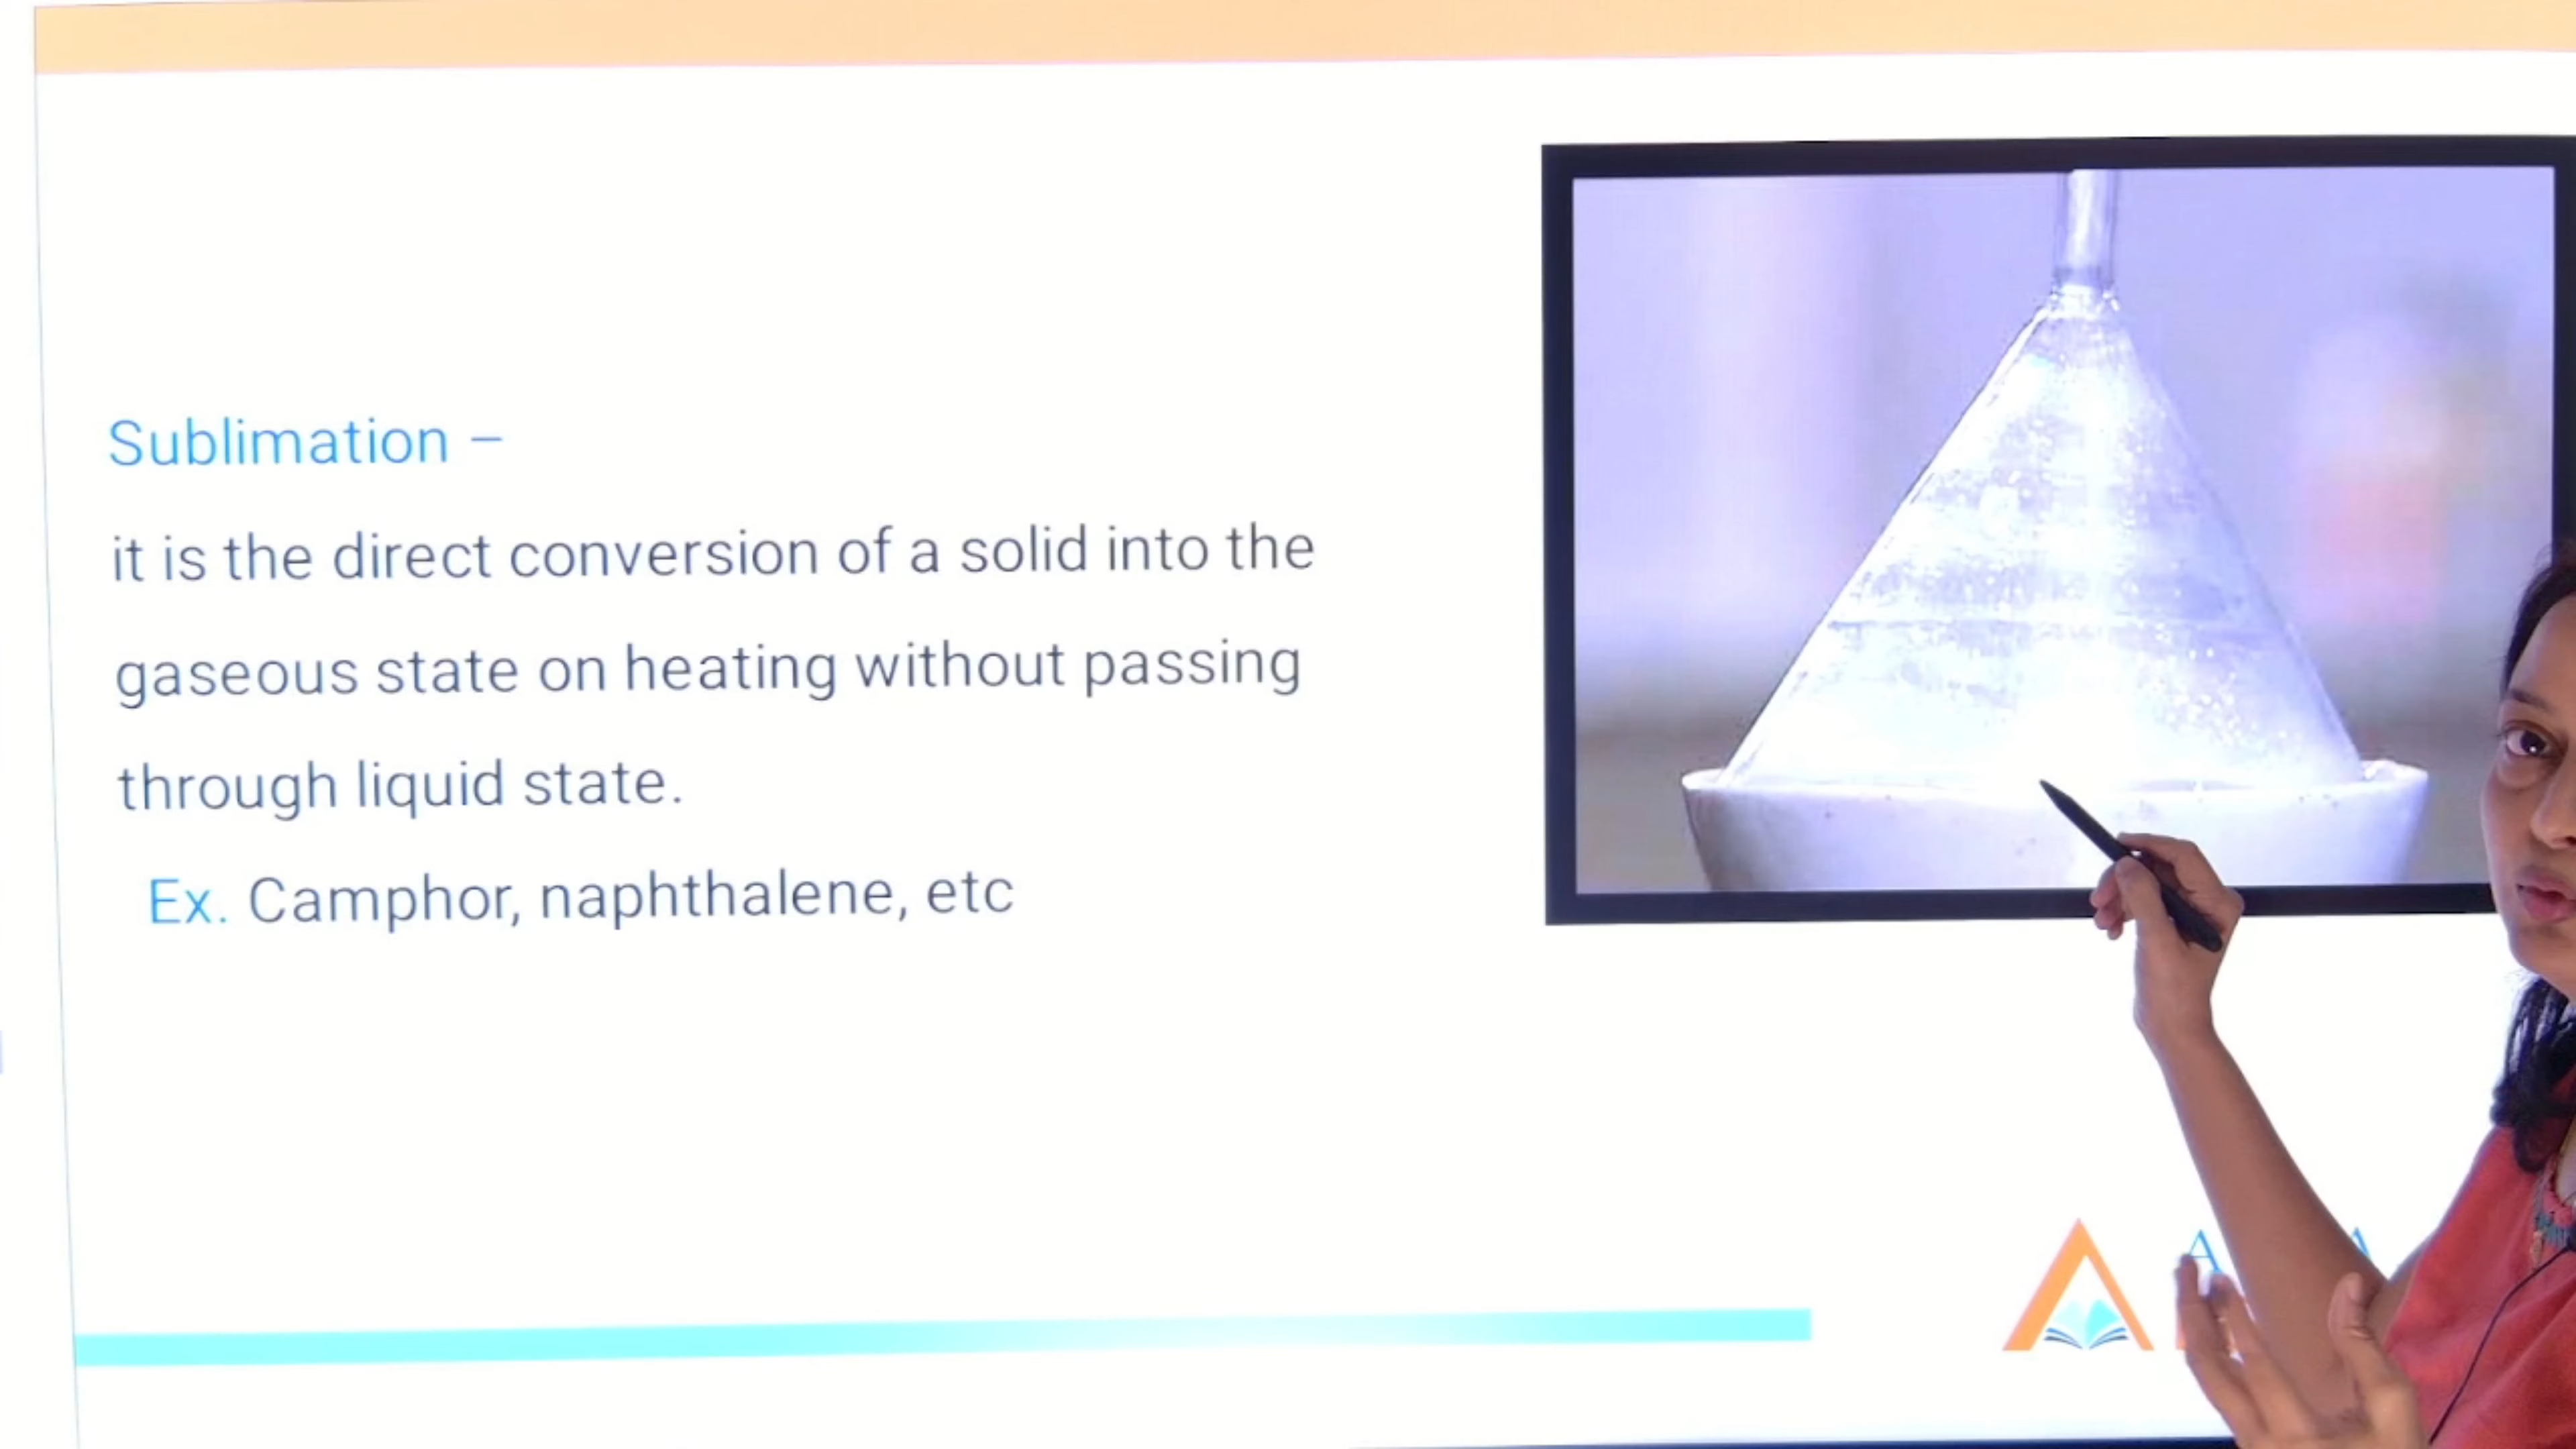 Sublimation –
it is the direct conversion of a solid into the
gaseous state on heating without passing
through liquid state.
Ex. Camphor, naphthalene, etc